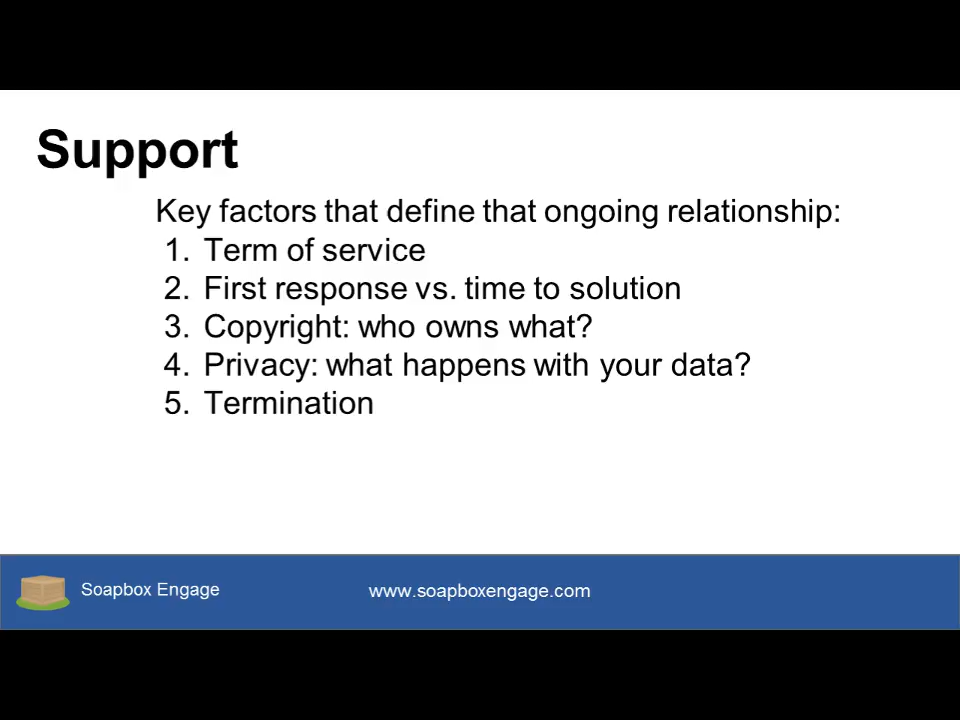 Support
Key factors that define that ongoing relationship:
1. Term of service
2. First response vs. time to solution
3. Copyright: who owns what?
4. Privacy: what happens with your data?
5. Termination
Soapbox Engage
www.soapboxengage.com